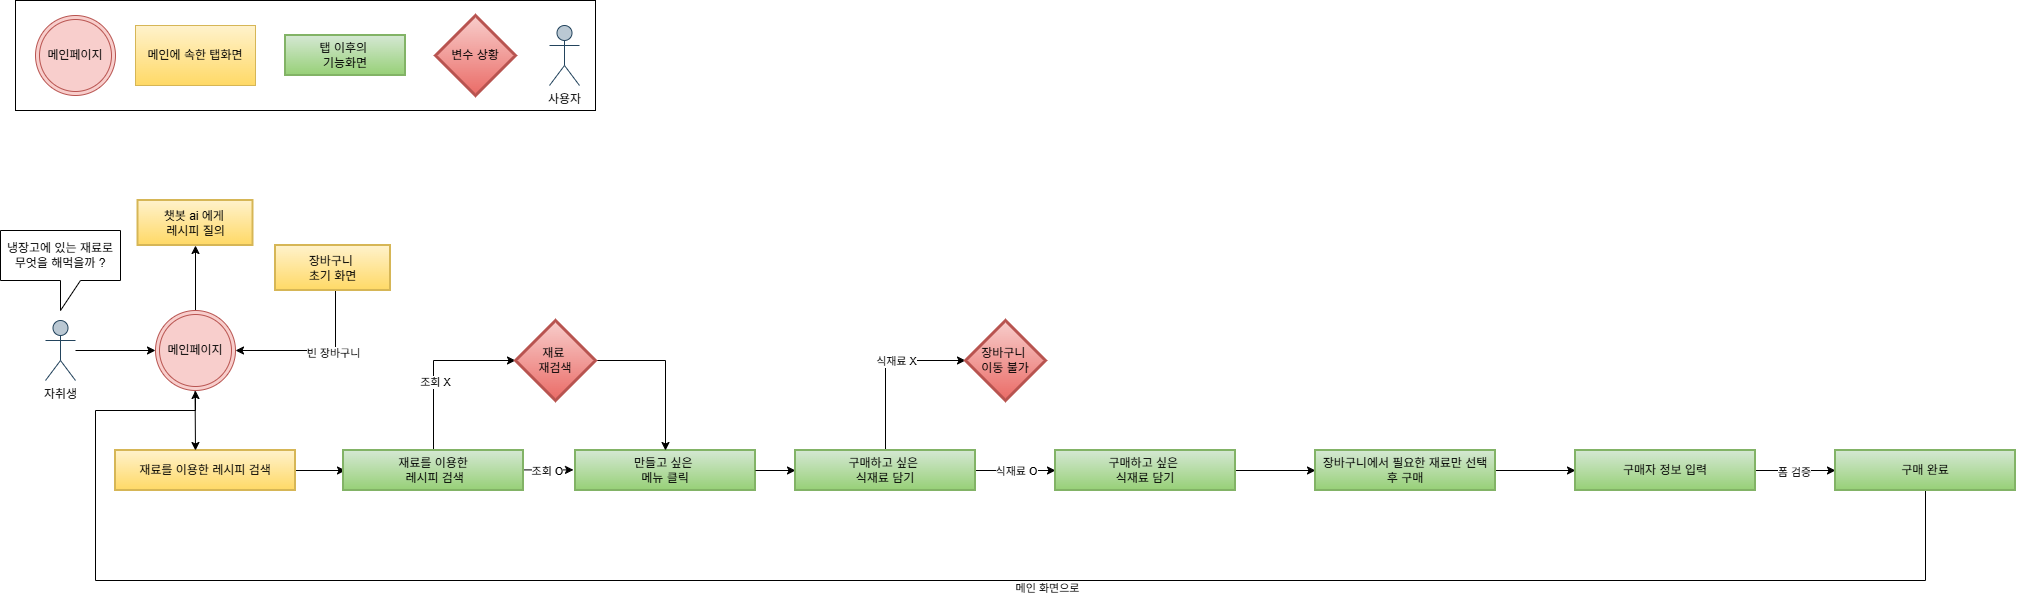 메인페이지
메인에 속한 탭화면
탭 이후의
기능화면
변수 상황
사용자
챗봇 ai 에게
레시피 질의
냉장고에 있는 재료로
무엇을 해먹을까 ?
장바구니
초기 화면
메인페이지
빈 장바구니
자취생
재료
재검색
조회 X
식재료 X
장바구니
이동 불가
재료를 이용한 레시피 검색
재료를 이용한
레시피 검색
조회 O
만들고 싶은
메뉴 클릭
구매하고 싶은
식재료 담기
식재료 O
구매하고 싶은
식재료 담기
장바구니에서 필요한 재료만 선택
후 구매
구매자 정보 입력
폼 검증
구매 완료
메인 화면으로